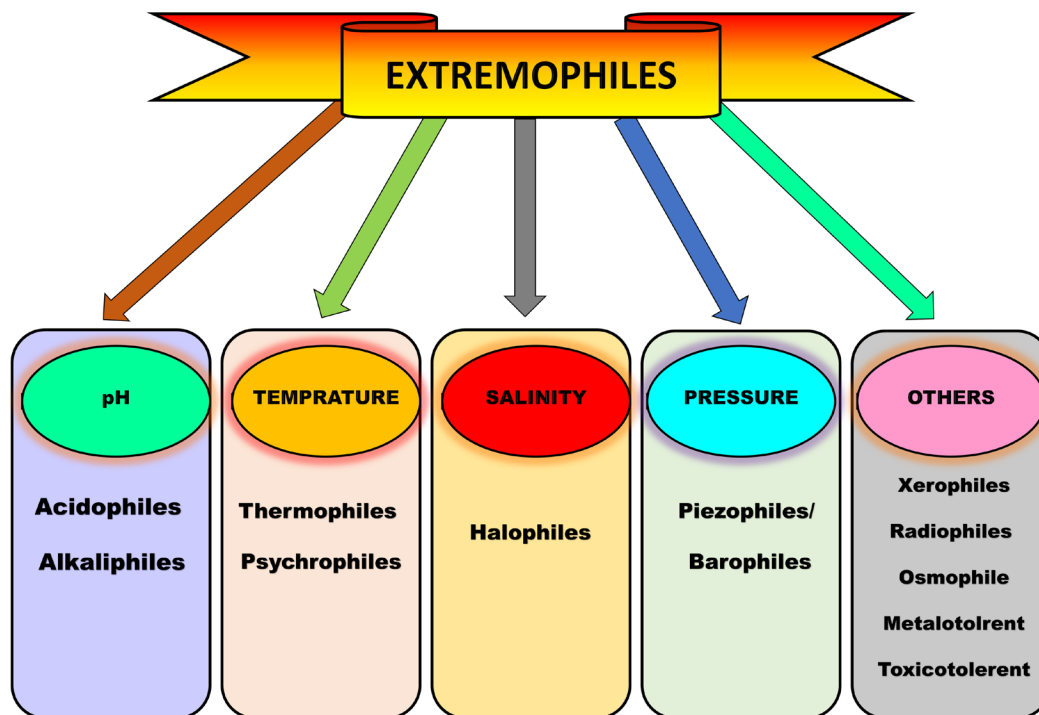 EXTREMOPHILES
pH
Acidophiles
Alkaliphiles
TEMPRATURE
Thermophiles
Psychrophiles
SALINITY
Halophiles
PRESSURE
Piezophiles/
Barophiles
OTHERS
Xerophiles
Radiophiles
Osmophile
Metalotolrent
Toxicotolerent